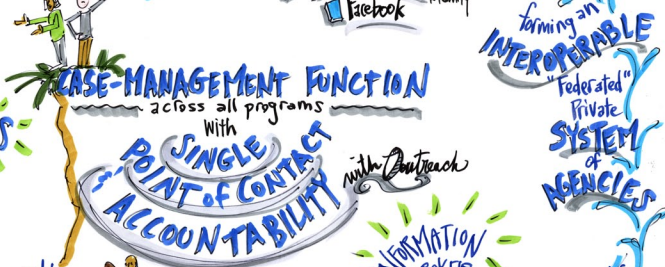 Facebook
CASE-MANAGEMENT FUNCTION
across all programs
with
SINGLE
POINT of CONTACT
ACCOUNTABILITY
with Outreach
forming an
INTEROPERABLE
"Federated"
Private
SYSTEM
of
AGENCIES
INFORMATION